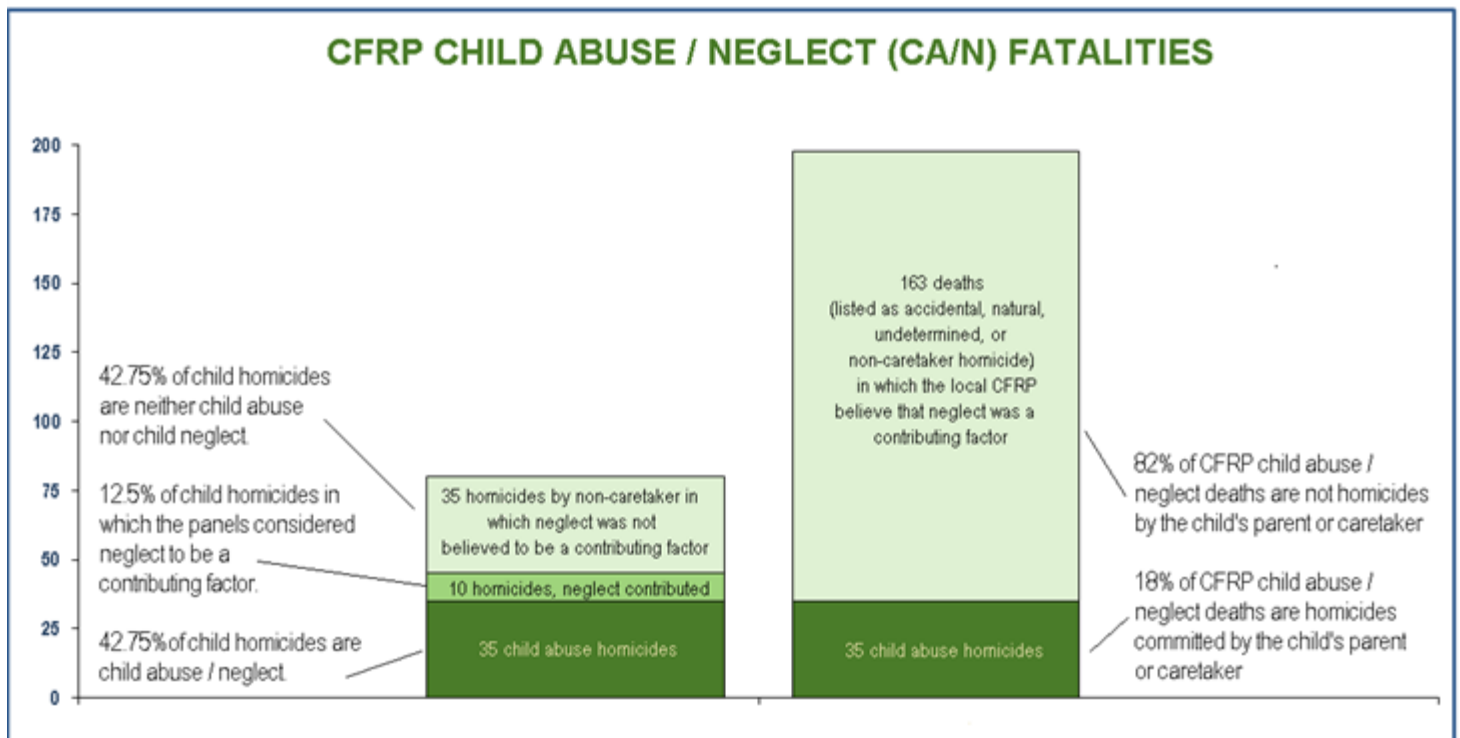 CFRP CHILD ABUSE / NEGLECT (CA/N) FATALITIES
200
175
150
125
100
75
50
25
0
42.75% of child homicides
are neither child abuse
nor child neglect.
12.5% of child homicides in
which the panels considered
neglect to be a
contributing factor.
42.75% of child homicides are
child abuse / neglect.
35 homicides by non-caretaker in
which neglect was not
believed to be a contributing factor
10 homicides, neglect contributed
35 child abuse homicides
163 deaths
(listed as accidental, natural,
undetermined, or
non-caretaker homicide)
in which the local CFRP
believe that neglect was a
contributing factor
35 child abuse homicides
82% of CFRP child abuse /
neglect deaths are not homicides
by the child's parent or caretaker
18% of CFRP child abuse /
neglect deaths are homicides
committed by the child's parent
or caretaker